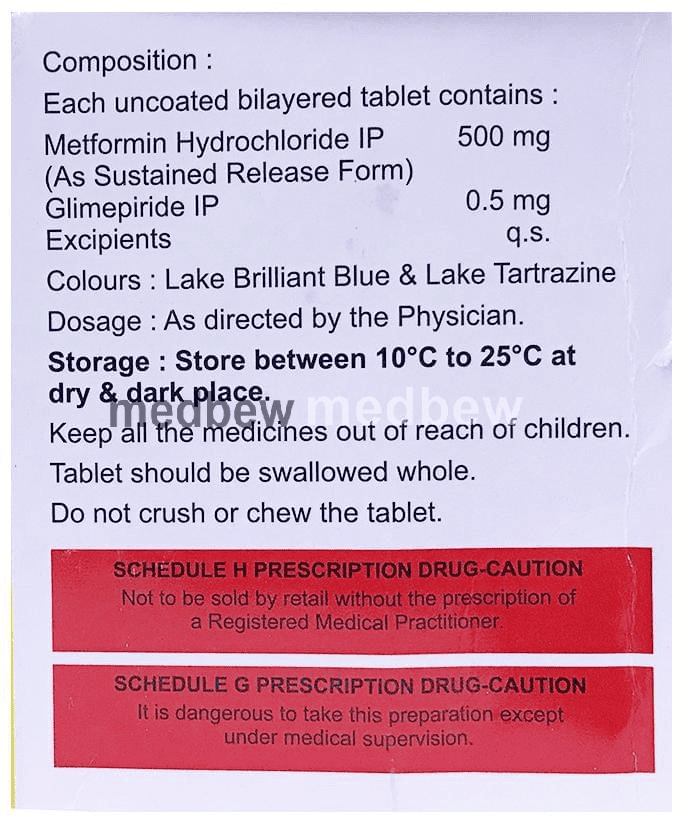 Composition :
Each uncoated bilayered tablet contains :
Metformin Hydrochloride IP 500 mg
(As Sustained Release Form)
Glimepiride IP 0.5 mg
Excipients q.s.
Colours : Lake Brilliant Blue & Lake Tartrazine
Dosage : As directed by the Physician.
Storage : Store between 10°C to 25°C at
dry & dark place.
medbew medbew
Keep all the medicines out of reach of children.
Tablet should be swallowed whole.
Do not crush or chew the tablet.
SCHEDULE H PRESCRIPTION DRUG-CAUTION
Not to be sold by retail without the prescription of
a Registered Medical Practitioner.
SCHEDULE G PRESCRIPTION DRUG-CAUTION
It is dangerous to take this preparation except
under medical supervision.